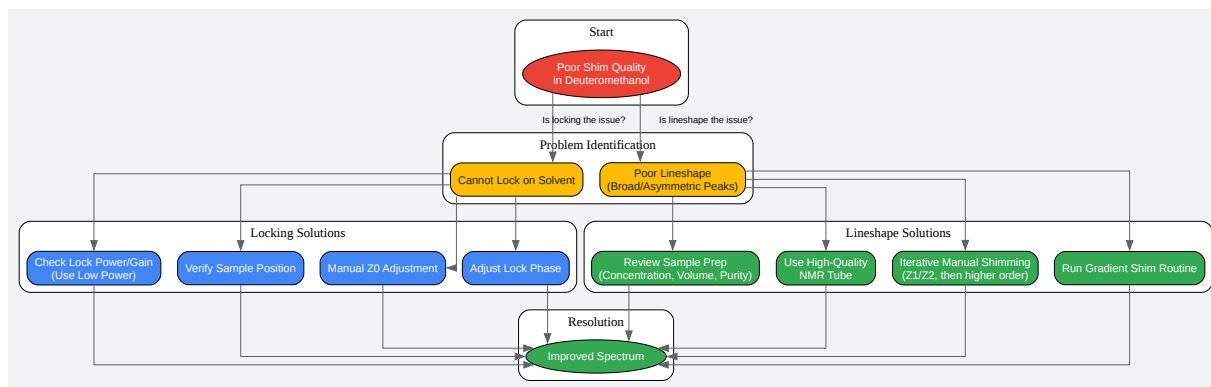 Start
Poor Shim Quality
in Deuteromethanol
Is locking the issue?
Is lineshape the issue?
Problem Identification
Cannot Lock on Solvent
Poor Lineshape
(Broad/Asymmetric Peaks)
Locking Solutions
Check Lock Power/Gain
(Use Low Power)
Verify Sample Position
Manual Z0 Adjustment
Adjust Lock Phase
Lineshape Solutions
Review Sample Prep
(Concentration, Volume, Purity)
Use High-Quality
NMR Tube
Iterative Manual Shimming
(Z1/Z2, then higher order)
Run Gradient Shim Routine
Resolution
Improved Spectrum